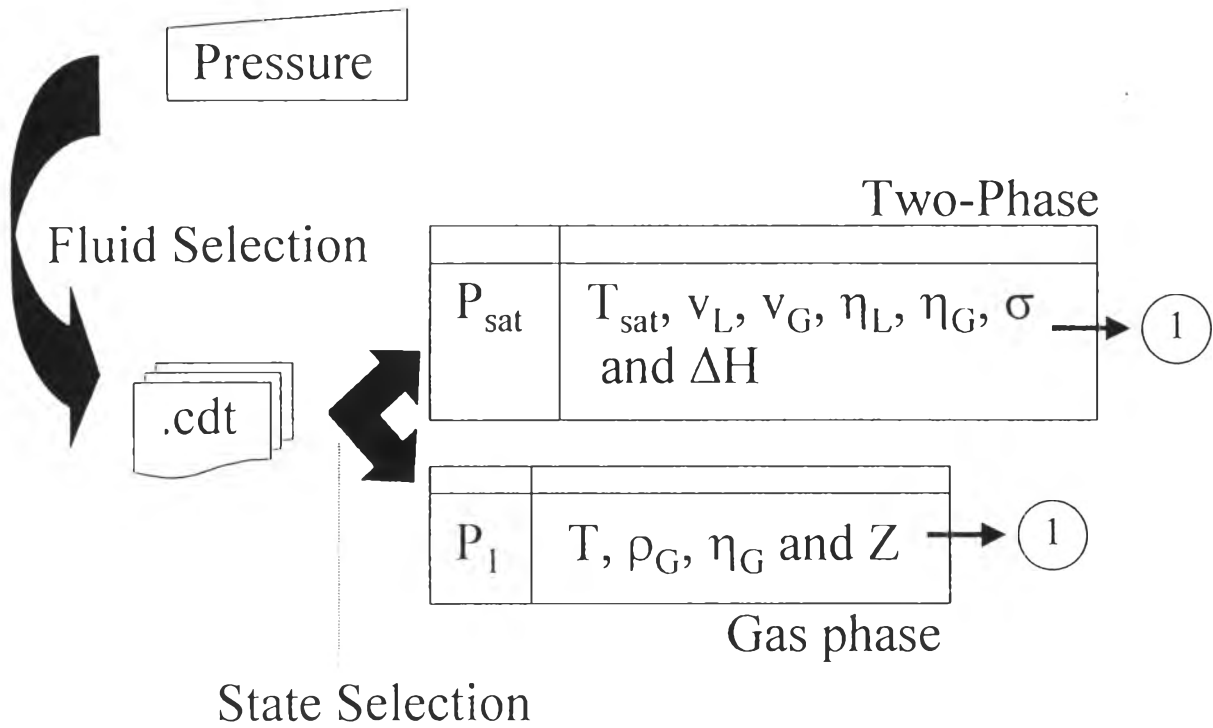 Pressure
Fluid Selection
.cdt
State Selection
Two-Phase
P_sat
T_sat, v_L, v_G, η_L, η_G, σ
and ΔH
1
P_1
T, ρ_G, η_G and Z
1
Gas phase